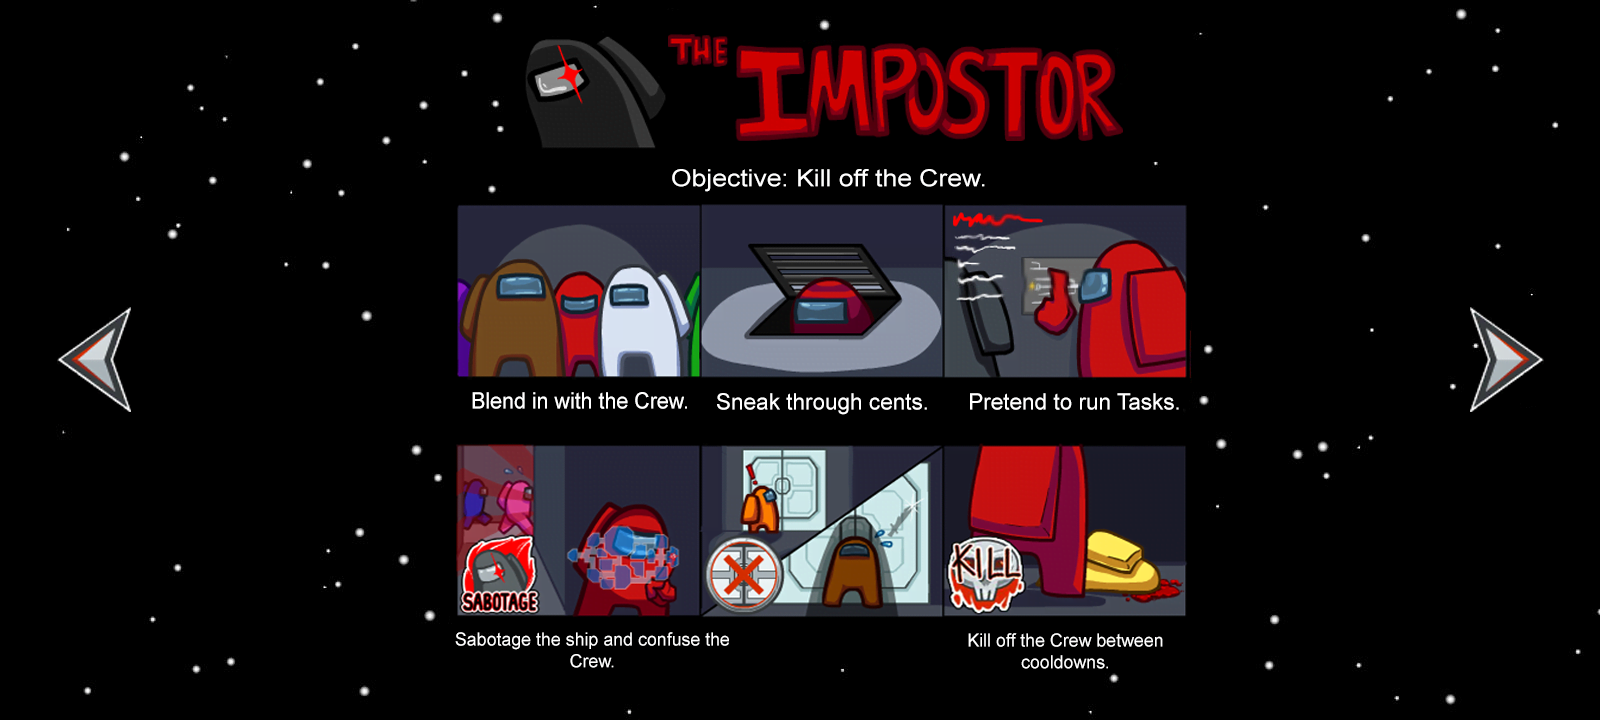 THE IMPOSTOR
Objective: Kill off the Crew.
Blend in with the Crew.
Sneak through cents.
Pretend to run Tasks.
SABOTAGE
KILL
Sabotage the ship and confuse the
Crew.
Kill off the Crew between
cooldowns.